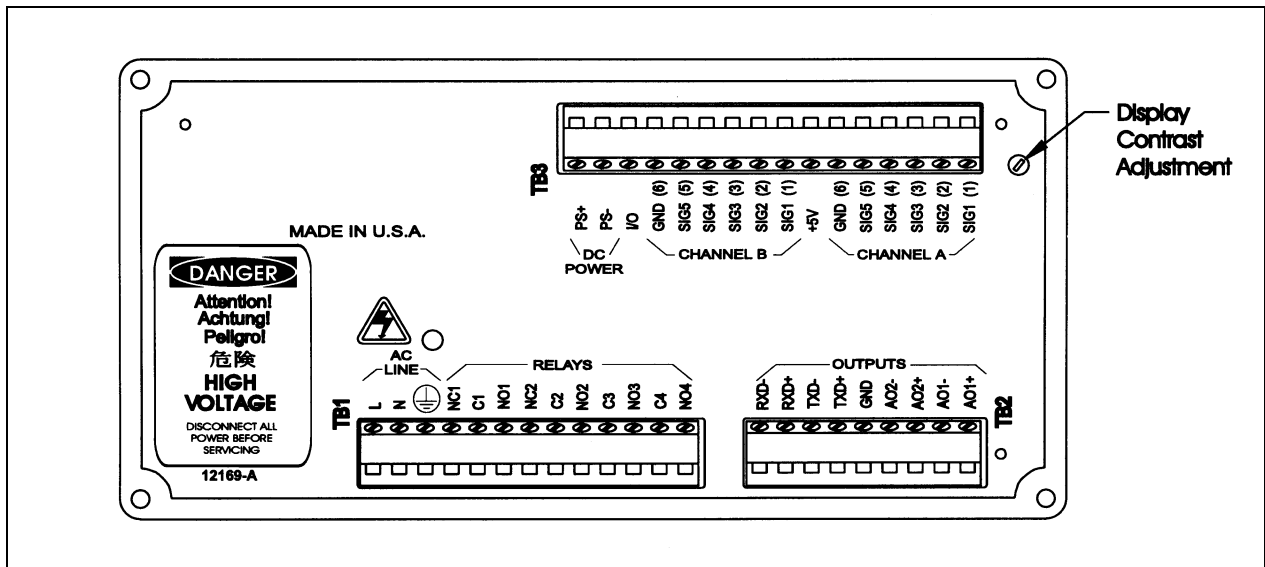 Display
Contrast
Adjustment
TB3
PS+
PS-
I/O
GND (6)
SIG5 (5)
SIG4 (4)
SIG3 (3)
SIG2 (2)
SIG1 (1)
+5V
GND (6)
SIG5 (5)
SIG4 (4)
SIG3 (3)
SIG2 (2)
SIG1 (1)
DC
POWER
CHANNEL B
CHANNEL A
MADE IN U.S.A.
DANGER
Attention!
Achtung!
Peligro!
危険
HIGH
VOLTAGE
DISCONNECT ALL
POWER BEFORE
SERVICING
12169-A
AC
LINE
RELAYS
TB1
L
N
NC1
C1
NO1
NC2
C2
NO2
C3
NO3
C4
NO4
OUTPUTS
RXD-
RXD+
TXD-
TXD+
GND
AO2-
AO2+
AO1-
AO1+
TB2